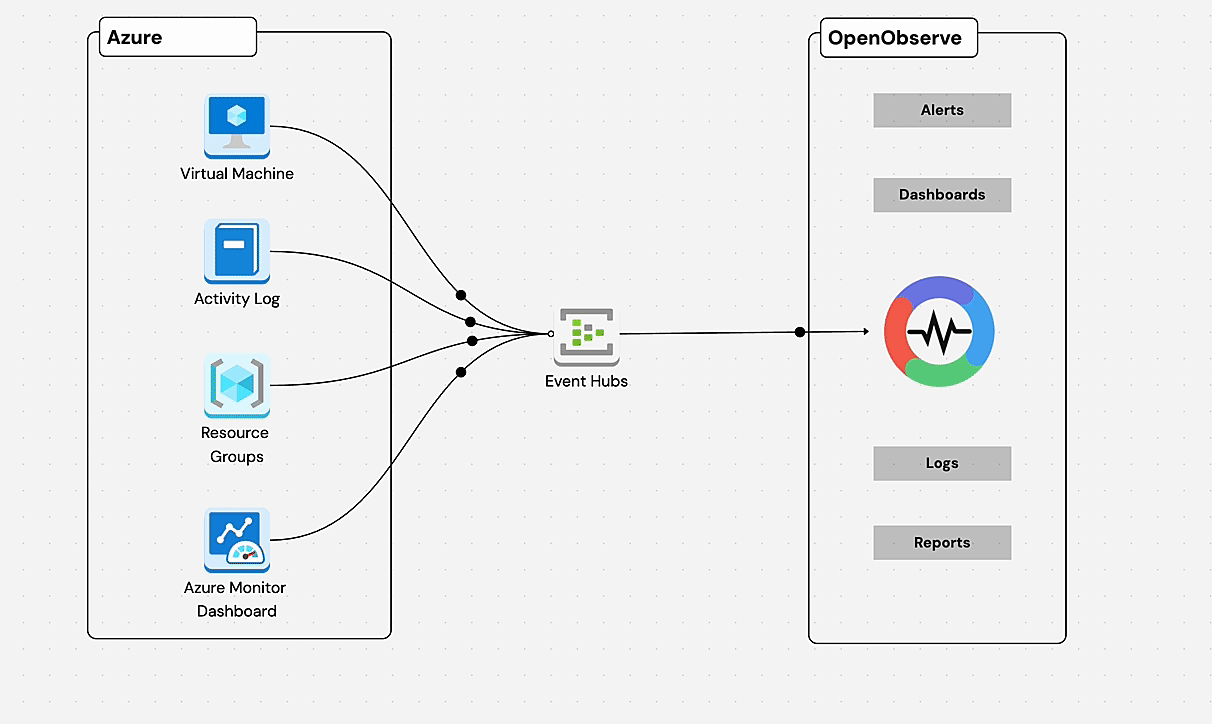 Azure
Virtual Machine
Activity Log
Resource
Groups
Azure Monitor
Dashboard
Event Hubs
OpenObserve
Alerts
Dashboards
Logs
Reports